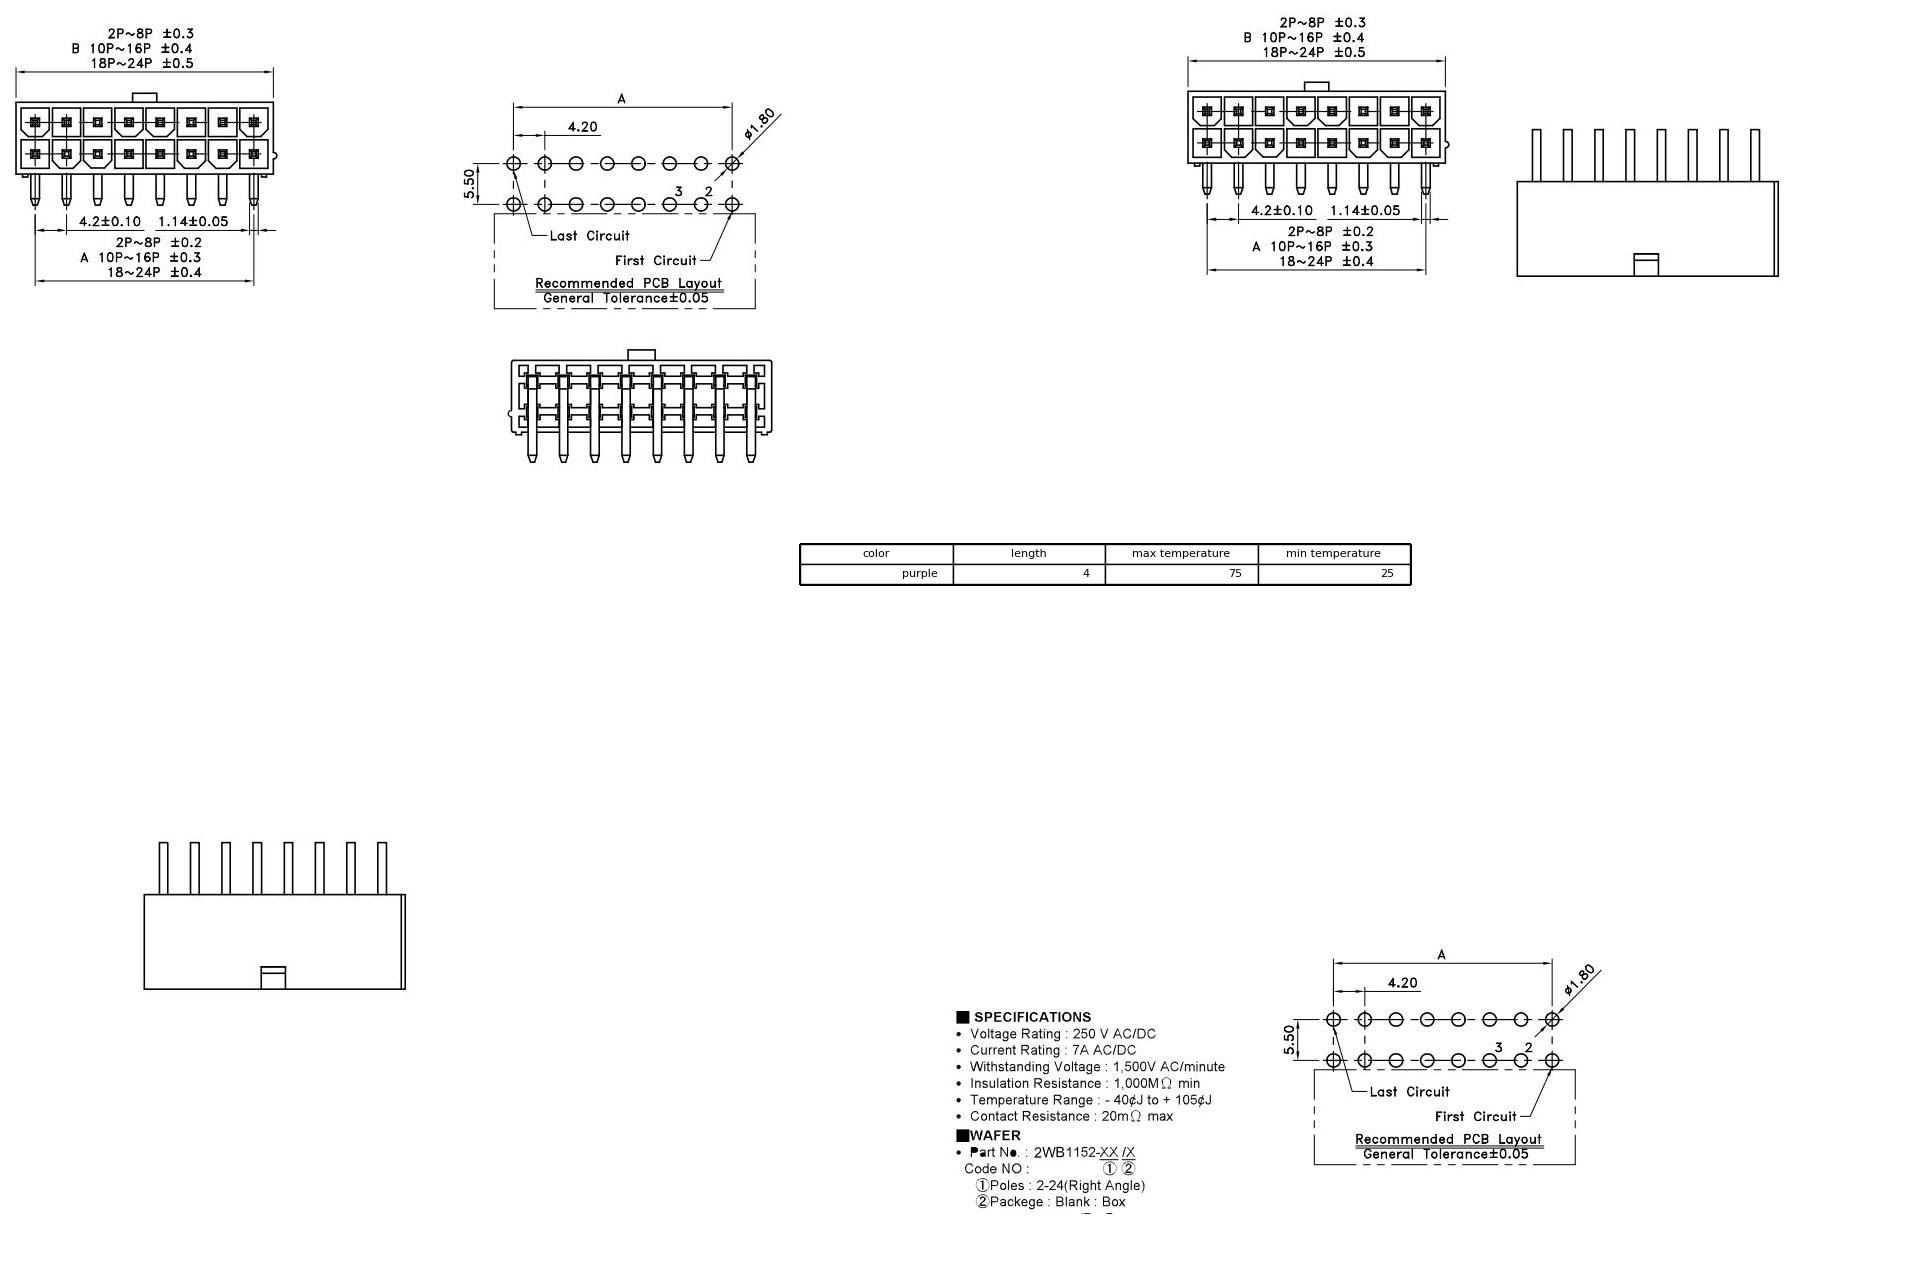 2P~8P ±0.3
B 10P~16P ±0.4
18P~24P ±0.5
4.2±0.10 1.14±0.05
2P~8P ±0.2
A 10P~16P ±0.3
18~24P ±0.4
A
4.20
ø1.80
5.50
3 2
Last Circuit
First Circuit
Recommended PCB Layout
General Tolerance±0.05
2P~8P ±0.3
B 10P~16P ±0.4
18P~24P ±0.5
4.2±0.10 1.14±0.05
2P~8P ±0.2
A 10P~16P ±0.3
18~24P ±0.4
color length max temperature min temperature
purple 4 75 25
■ SPECIFICATIONS
• Voltage Rating : 250 V AC/DC
• Current Rating : 7A AC/DC
• Withstanding Voltage : 1,500V AC/minute
• Insulation Resistance : 1,000MΩ min
• Temperature Range : - 40¢J to + 105¢J
• Contact Resistance : 20mΩ max
■WAFER
• Part No. : 2WB1152-XX /X
Code NO : ① ②
①Poles : 2-24(Right Angle)
②Packege : Blank : Box
A
4.20
ø1.80
5.50
3 2
Last Circuit
First Circuit
Recommended PCB Layout
General Tolerance±0.05